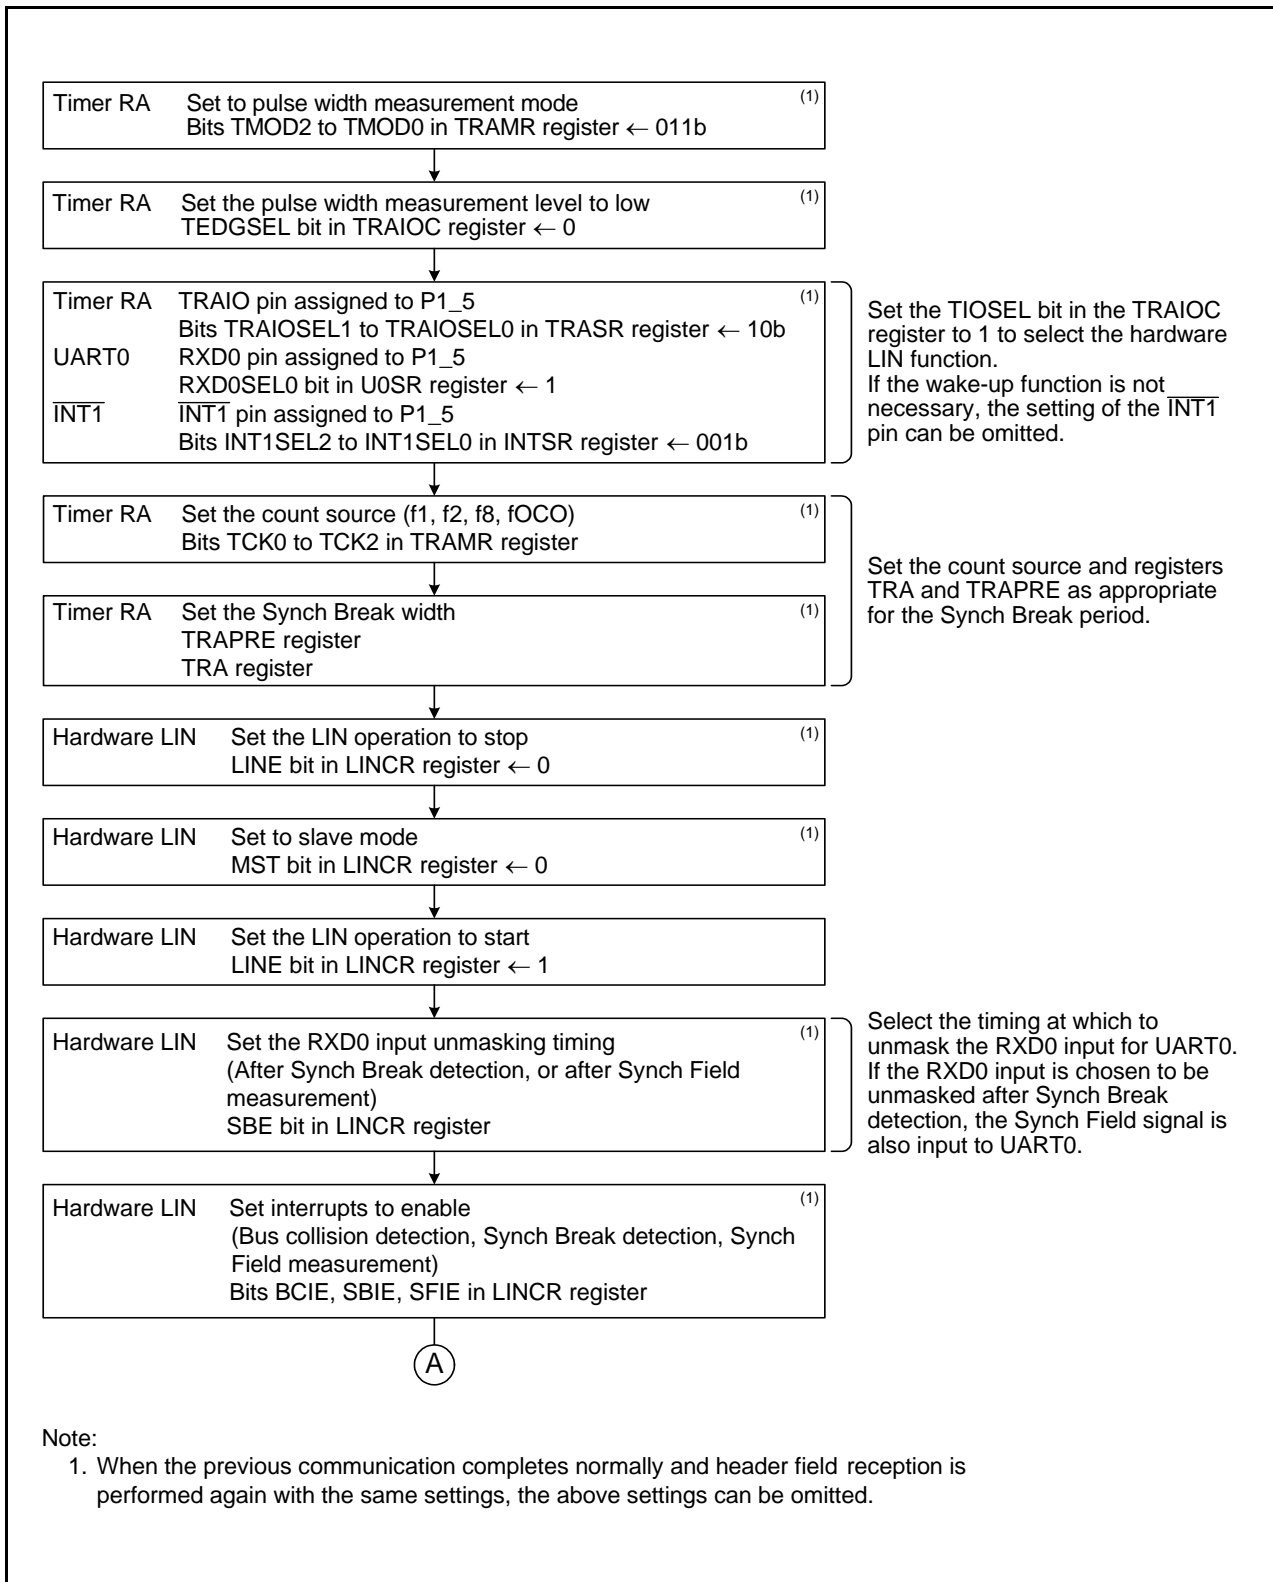 Timer RA Set to pulse width measurement mode (1)
Bits TMOD2 to TMOD0 in TRAMR register ← 011b
Timer RA Set the pulse width measurement level to low (1)
TEDGSEL bit in TRAIOC register ← 0
Timer RA TRAIO pin assigned to P1_5 (1)
Bits TRAIOSEL1 to TRAIOSEL0 in TRASR register ← 10b
UART0 RXD0 pin assigned to P1_5
RXD0SEL0 bit in U0SR register ← 1
INT1 INT1 pin assigned to P1_5
Bits INT1SEL2 to INT1SEL0 in INTSR register ← 001b
Set the TIOSEL bit in the TRAIOC
register to 1 to select the hardware
LIN function.
If the wake-up function is not
necessary, the setting of the INT1
pin can be omitted.
Timer RA Set the count source (f1, f2, f8, fOCO) (1)
Bits TCK0 to TCK2 in TRAMR register
Timer RA Set the Synch Break width (1)
TRAPRE register
TRA register
Set the count source and registers
TRA and TRAPRE as appropriate
for the Synch Break period.
Hardware LIN Set the LIN operation to stop (1)
LINE bit in LINCR register ← 0
Hardware LIN Set to slave mode (1)
MST bit in LINCR register ← 0
Hardware LIN Set the LIN operation to start
LINE bit in LINCR register ← 1
Hardware LIN Set the RXD0 input unmasking timing (1)
(After Synch Break detection, or after Synch Field
measurement)
SBE bit in LINCR register
Select the timing at which to
unmask the RXD0 input for UART0.
If the RXD0 input is chosen to be
unmasked after Synch Break
detection, the Synch Field signal is
also input to UART0.
Hardware LIN Set interrupts to enable (1)
(Bus collision detection, Synch Break detection, Synch
Field measurement)
Bits BCIE, SBIE, SFIE in LINCR register
A
Note:
1. When the previous communication completes normally and header field reception is
performed again with the same settings, the above settings can be omitted.